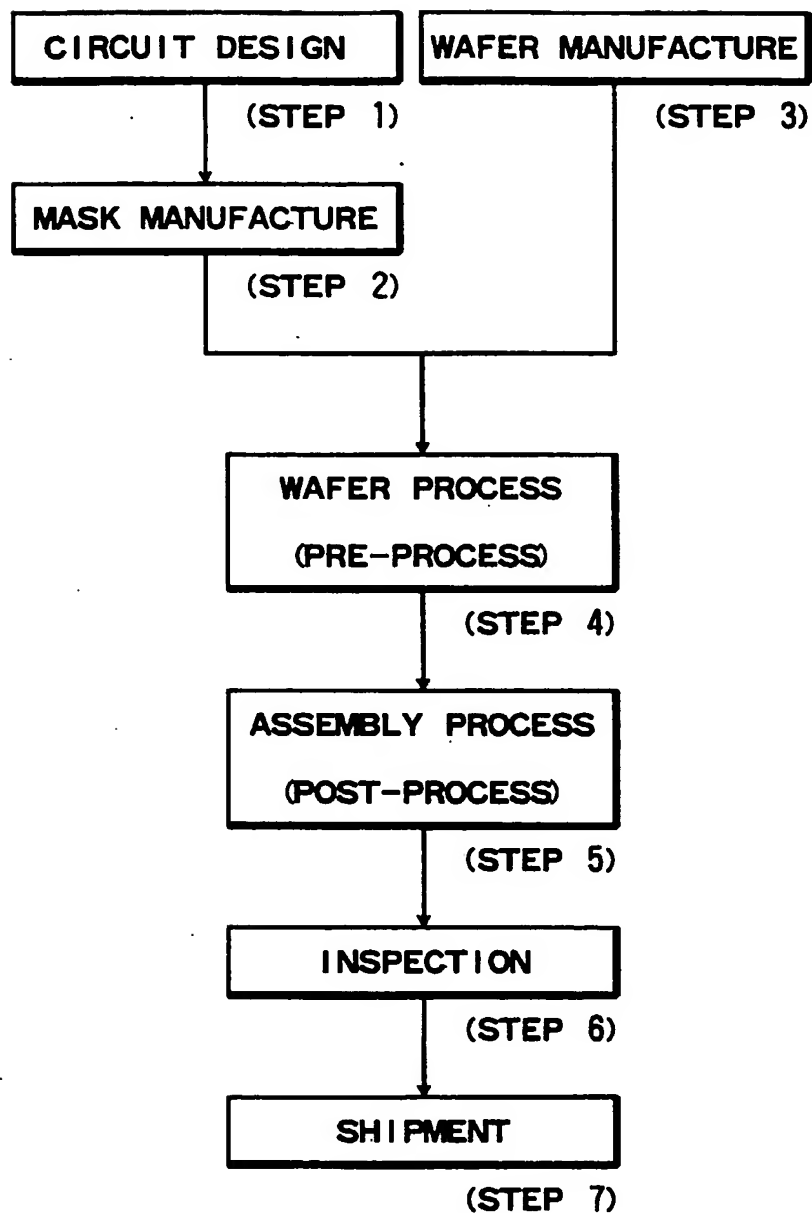 CIRCUIT DESIGN
(STEP 1)
WAFER MANUFACTURE
(STEP 3)
MASK MANUFACTURE
(STEP 2)
WAFER PROCESS
(PRE-PROCESS)
(STEP 4)
ASSEMBLY PROCESS
(POST-PROCESS)
(STEP 5)
INSPECTION
(STEP 6)
SHIPMENT
(STEP 7)